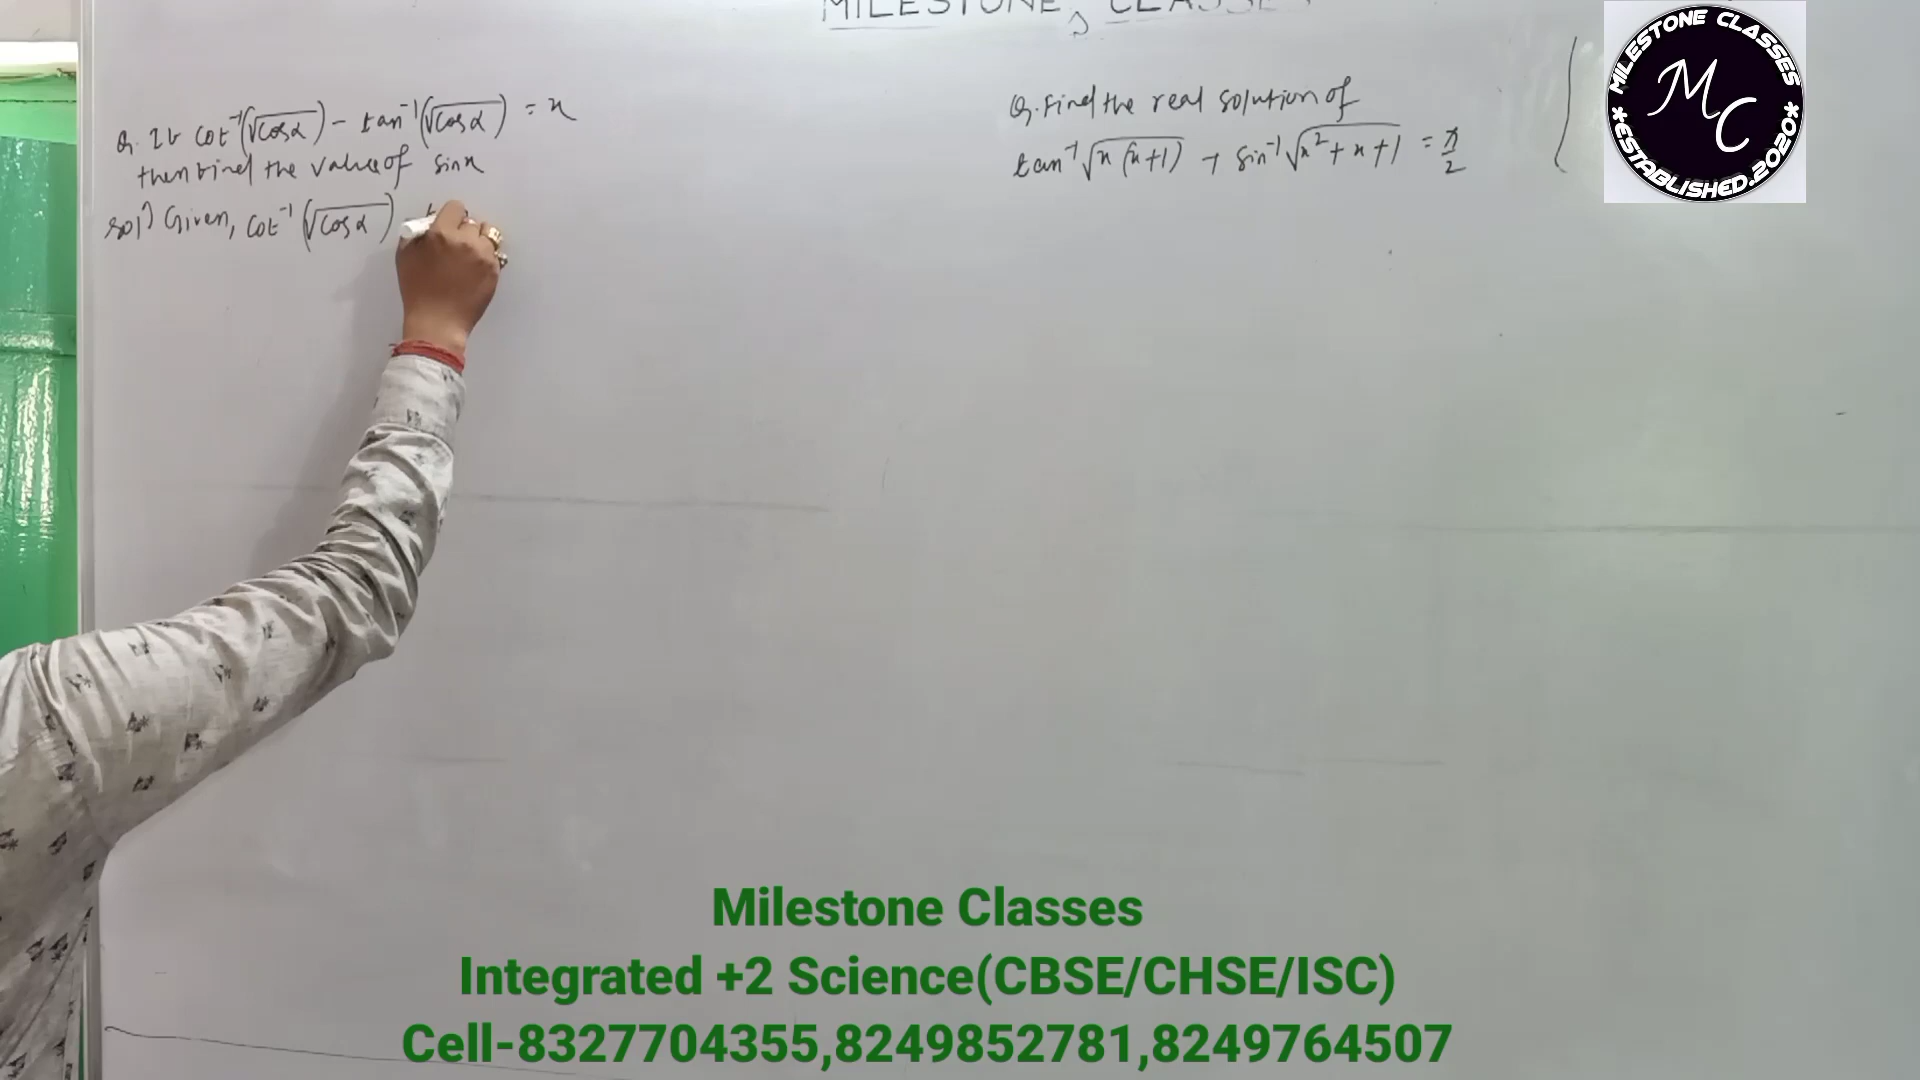 MILESTONE CLASSES
Q. If cot⁻¹(√cosα) - tan⁻¹(√cosα) = x
then find the value of sinx
Solⁿ) Given, cot⁻¹(√cosα)
Q. Find the real solution of
tan⁻¹√x(x+1) + sin⁻¹√x²+x+1 = π/2
*MILESTONE CLASSES*
MC
ESTABLISHED.2020
Milestone Classes
Integrated +2 Science(CBSE/CHSE/ISC)
Cell-8327704355,8249852781,8249764507